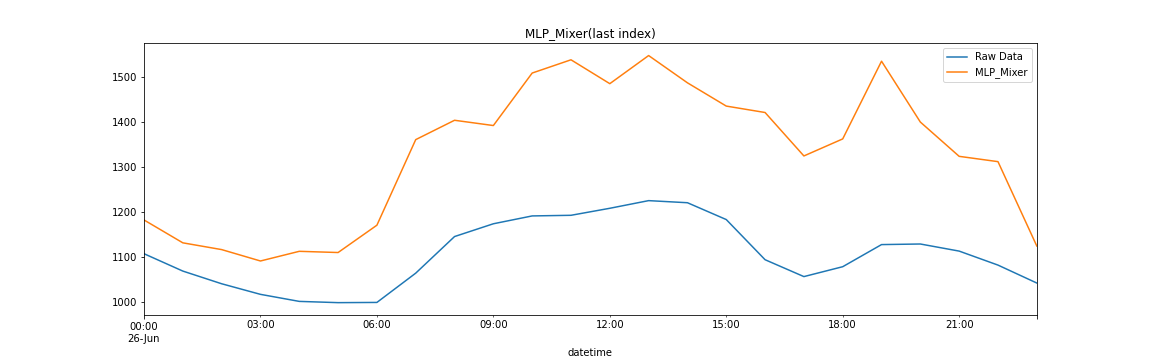 MLP_Mixer(last index)
Raw Data
MLP_Mixer
1500
1400
1300
1200
1100
1000
00:00 03:00 06:00 09:00 12:00 15:00 18:00 21:00
26-Jun
datetime